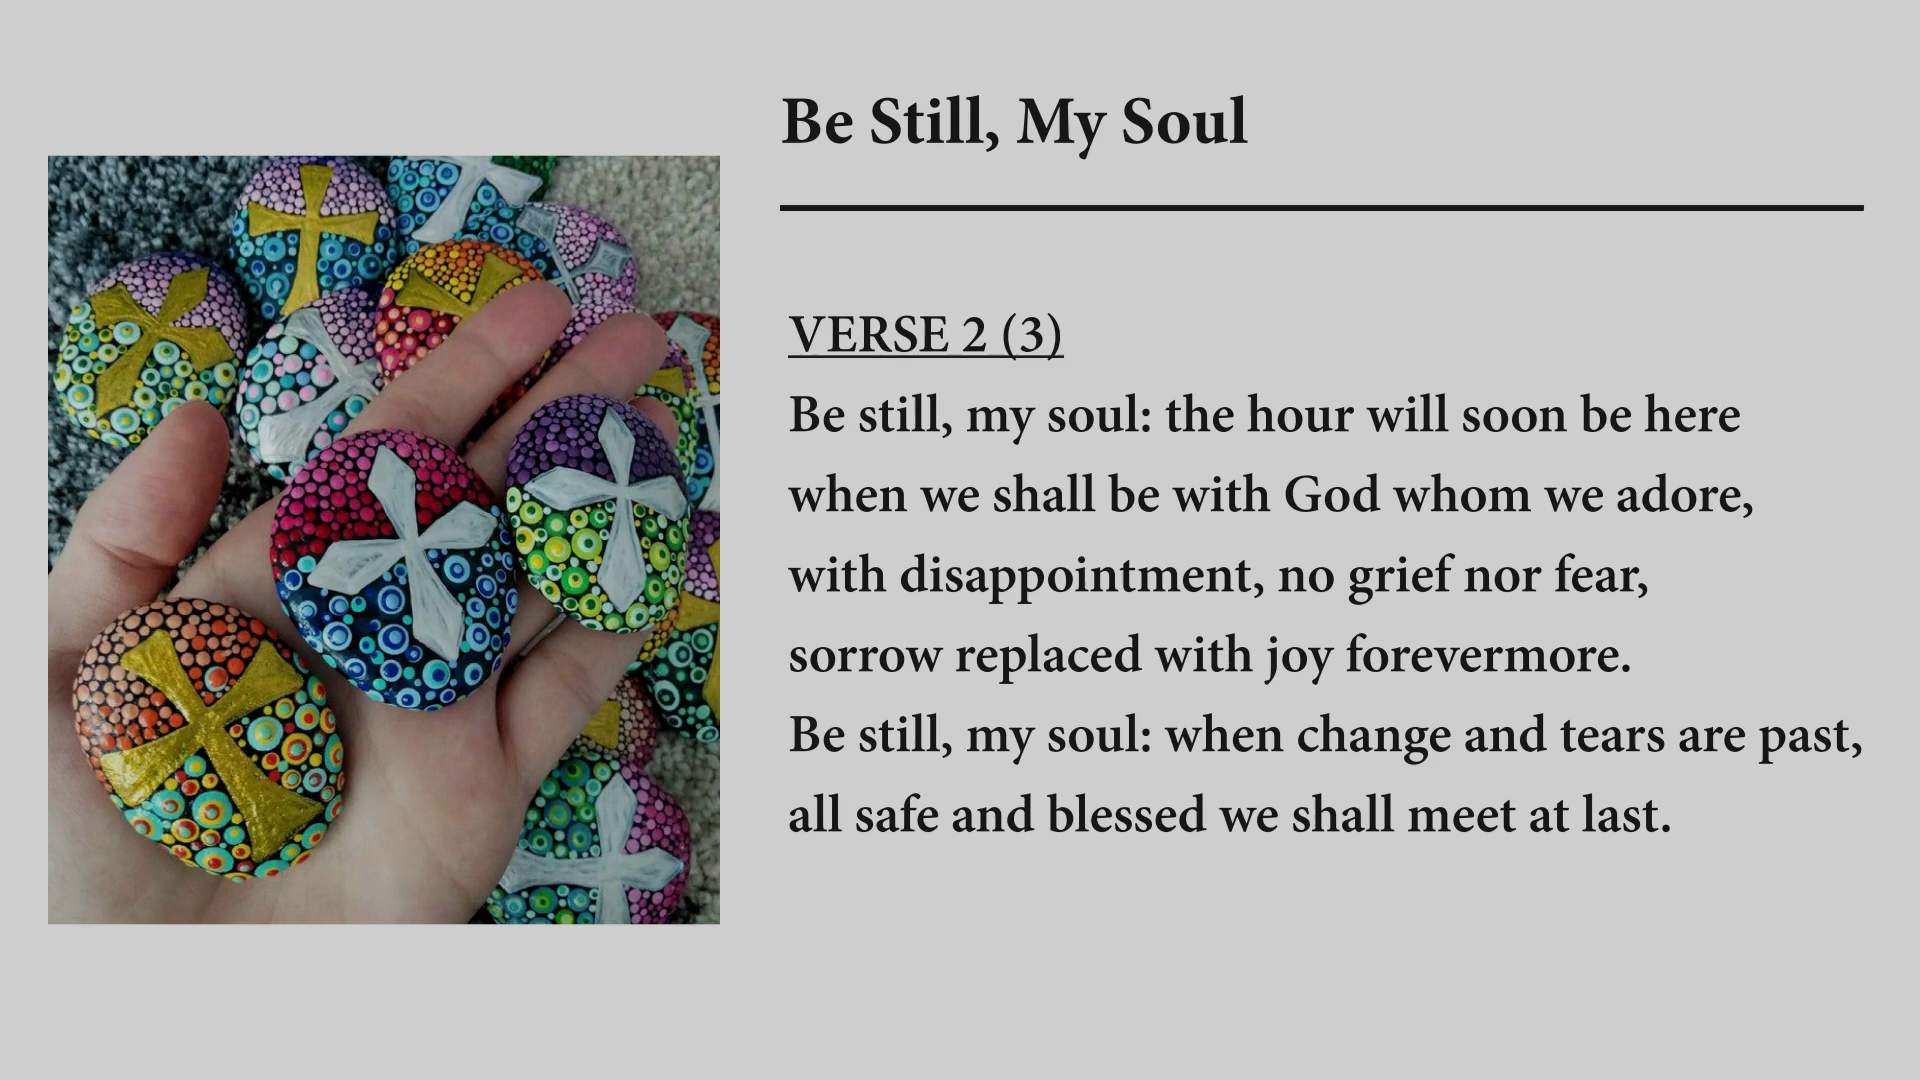 Be Still, My Soul
VERSE 2 (3)
Be still, my soul: the hour will soon be here
when we shall be with God whom we adore,
with disappointment, no grief nor fear,
sorrow replaced with joy forevermore.
Be still, my soul: when change and tears are past,
all safe and blessed we shall meet at last.